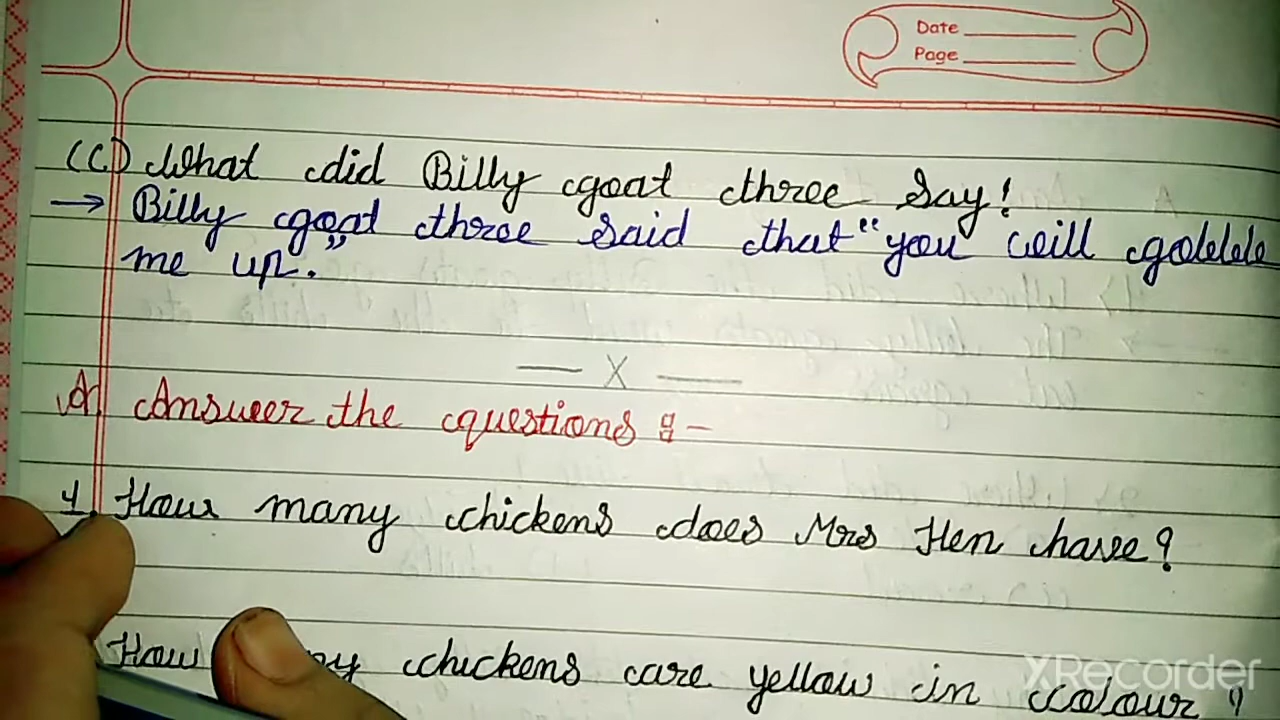 Date
Page
(C) What did Billy goat three say!
→ Billy goat three said that "you will gobble
me up."
— X —
A. Answer the questions :-
1. How many chickens does Mrs Hen have?
How chickens are yellow in colour ?
XRecorder